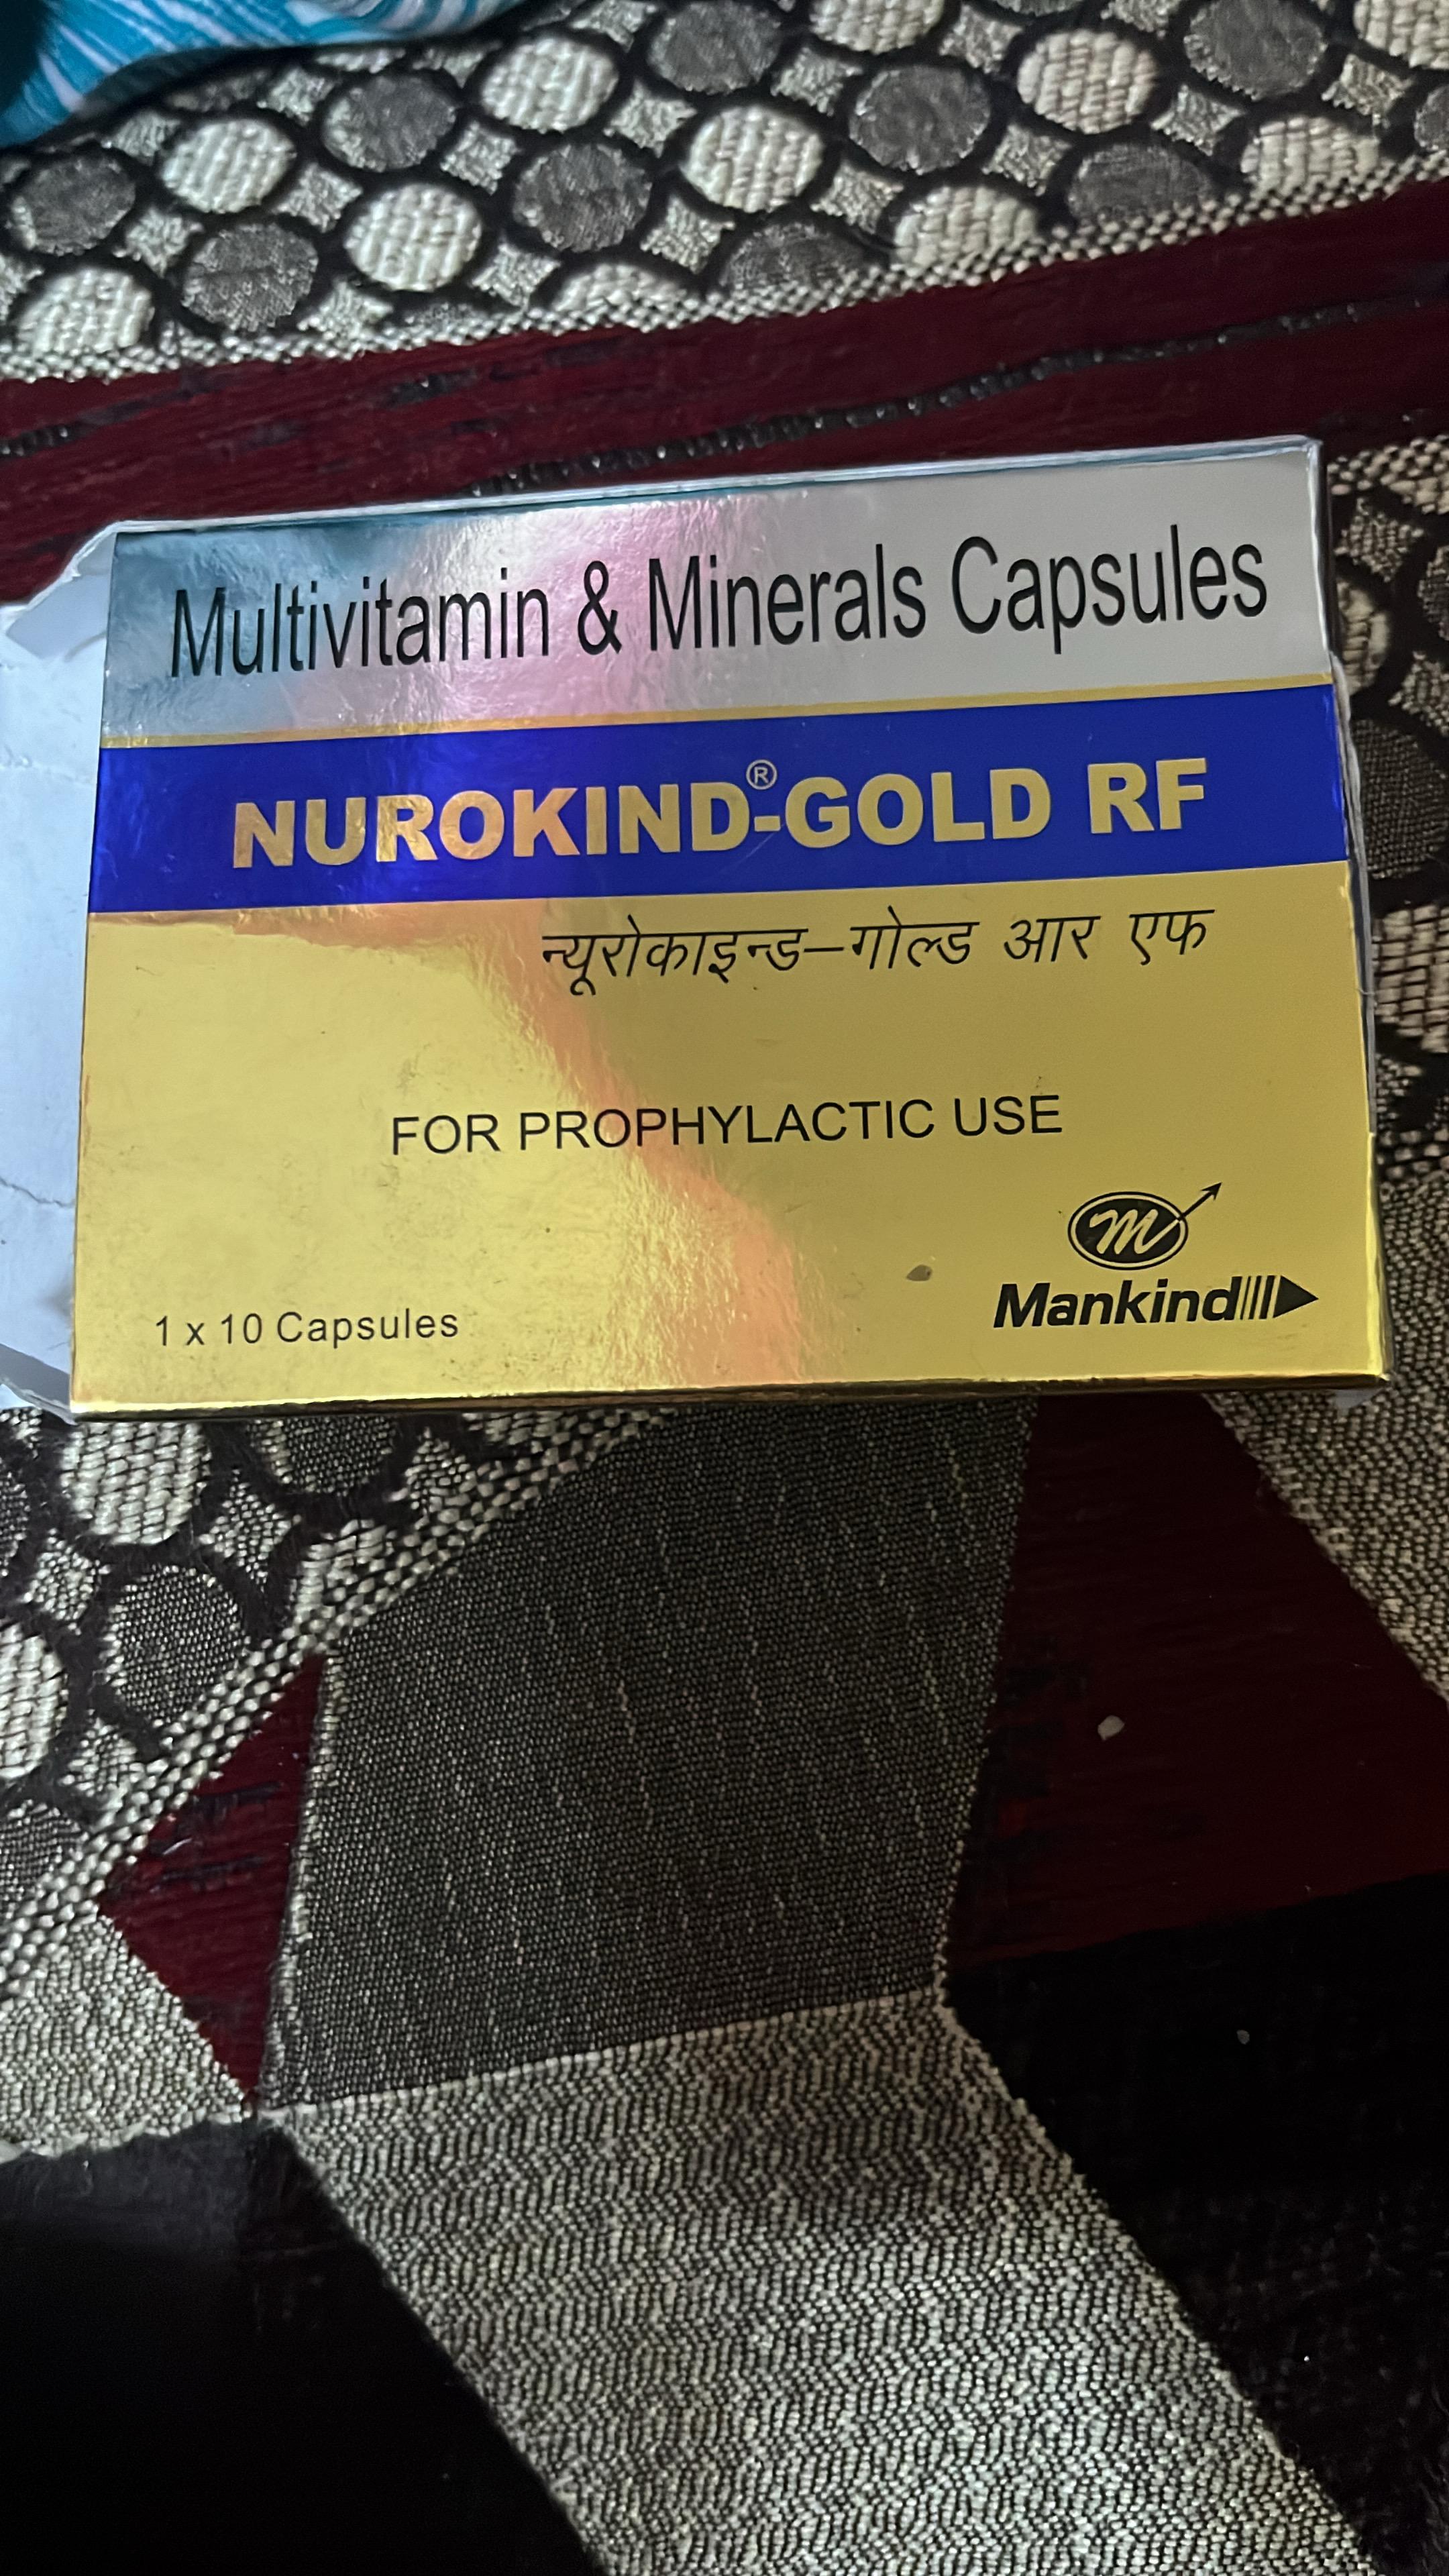 Multivitamin & Minerals Capsules
NUROKIND®-GOLD RF
न्यूरोकाइन्ड–गोल्ड आर एफ
FOR PROPHYLACTIC USE
m
Mankind
1 x 10 Capsules